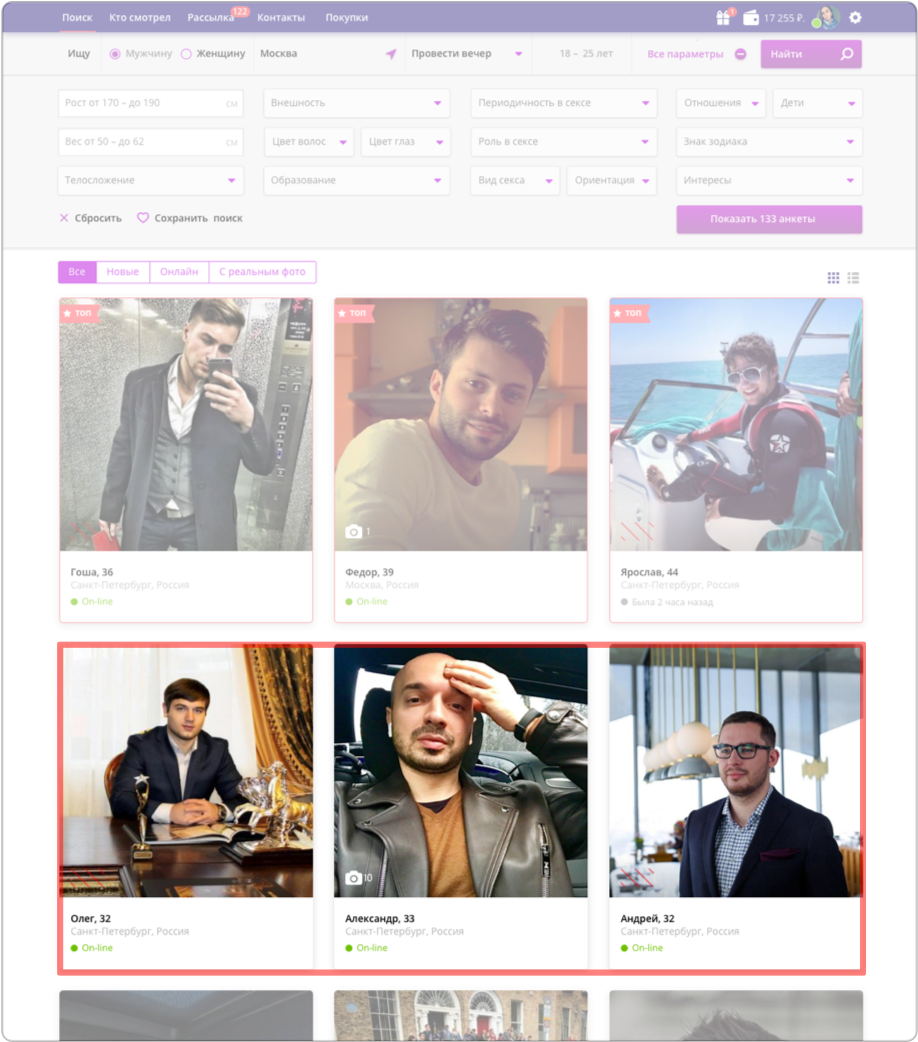 Поиск Кто смотрел Рассылка 122 Контакты Покупки 1 17 255 ₽.
Ищу Мужчину Женщину Москва Провести вечер 18 – 25 лет Все параметры Найти
Рост от 170 – до 190 см Внешность Периодичность в сексе Отношения Дети
Вес от 50 – до 62 см Цвет волос Цвет глаз Роль в сексе Знак зодиака
Телосложение Образование Вид секса Ориентация Интересы
Сбросить Сохранить поиск Показать 133 анкеты
Все Новые Онлайн С реальным фото
ТОП ТОП ТОП
1
Гоша, 36 Федор, 39 Ярослав, 44
Санкт-Петербург, Россия Москва, Россия Санкт-Петербург, Россия
On-line On-line Была 2 часа назад
10
Олег, 32 Александр, 33 Андрей, 32
Санкт-Петербург, Россия Санкт-Петербург, Россия Санкт-Петербург, Россия
On-line On-line On-line